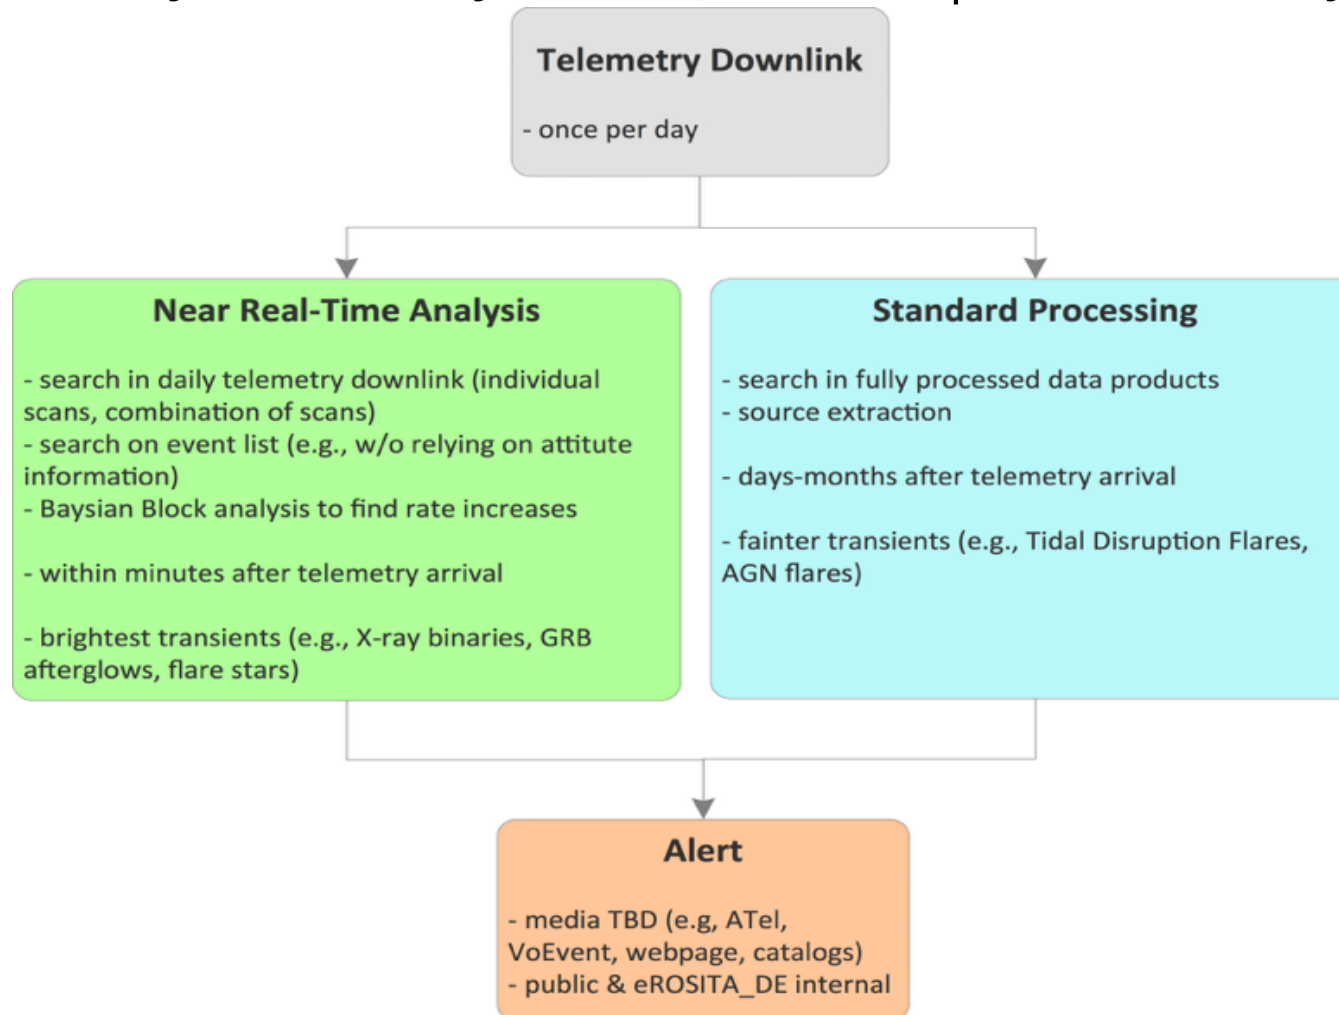 Telemetry Downlink
- once per day
Near Real-Time Analysis
- search in daily telemetry downlink (individual
scans, combination of scans)
- search on event list (e.g., w/o relying on attitute
information)
- Baysian Block analysis to find rate increases
- within minutes after telemetry arrival
- brightest transients (e.g., X-ray binaries, GRB
afterglows, flare stars)
Standard Processing
- search in fully processed data products
- source extraction
- days-months after telemetry arrival
- fainter transients (e.g., Tidal Disruption Flares,
AGN flares)
Alert
- media TBD (e.g, ATel,
VoEvent, webpage, catalogs)
- public & eROSITA_DE internal